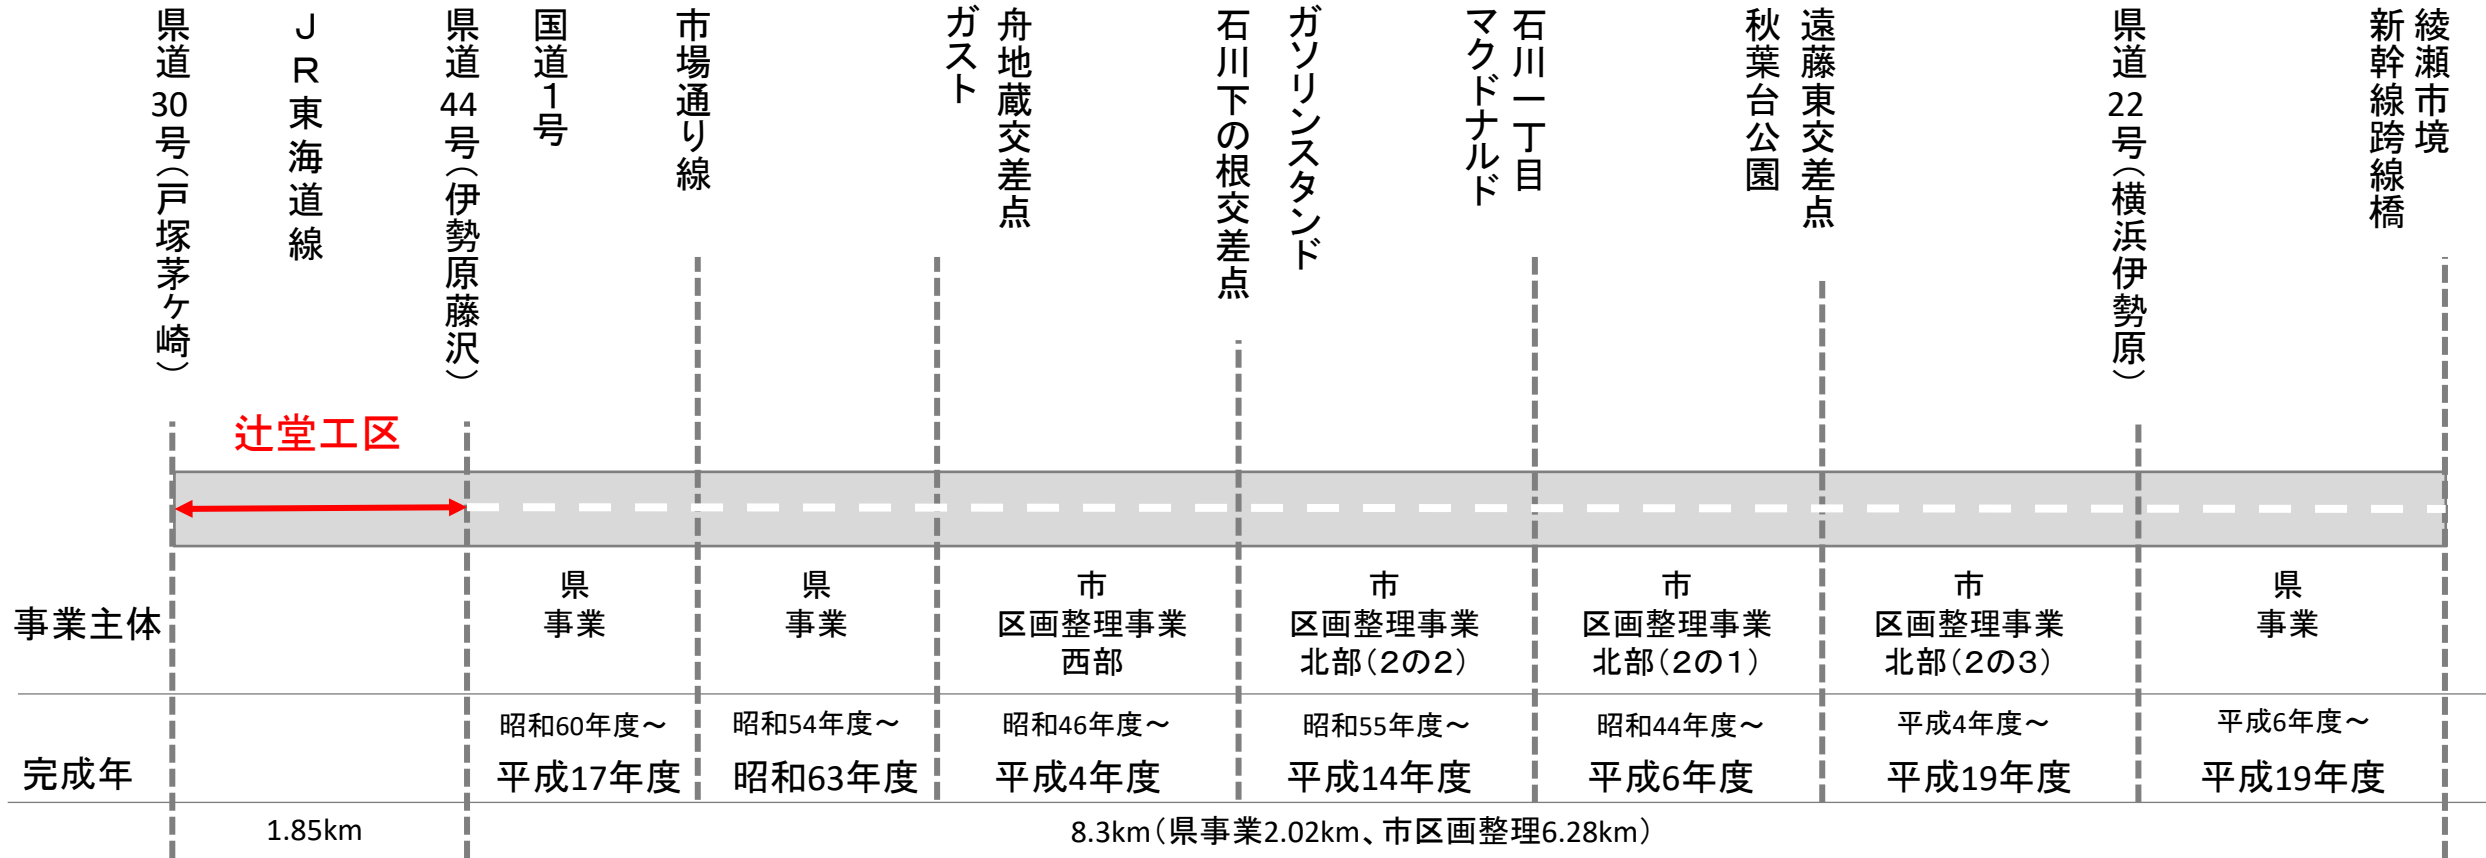 県道30号（戸塚茅ヶ崎）
ＪＲ東海道線
県道44号（伊勢原藤沢）
国道１号
市場通り線
ガスト
舟地蔵交差点
石川下の根交差点
ガソリンスタンド
マクドナルド
石川一丁目
秋葉台公園
遠藤東交差点
県道22号（横浜伊勢原）
新幹線跨線橋
綾瀬市境
辻堂工区
事業主体
県
事業
県
事業
市
区画整理事業
西部
市
区画整理事業
北部（２の２）
市
区画整理事業
北部（２の１）
市
区画整理事業
北部（２の３）
県
事業
完成年
昭和60年度～
平成17年度
昭和54年度～
昭和63年度
昭和46年度～
平成4年度
昭和55年度～
平成14年度
昭和44年度～
平成6年度
平成4年度～
平成19年度
平成6年度～
平成19年度
1.85km
8.3km（県事業2.02km、市区画整理6.28km）